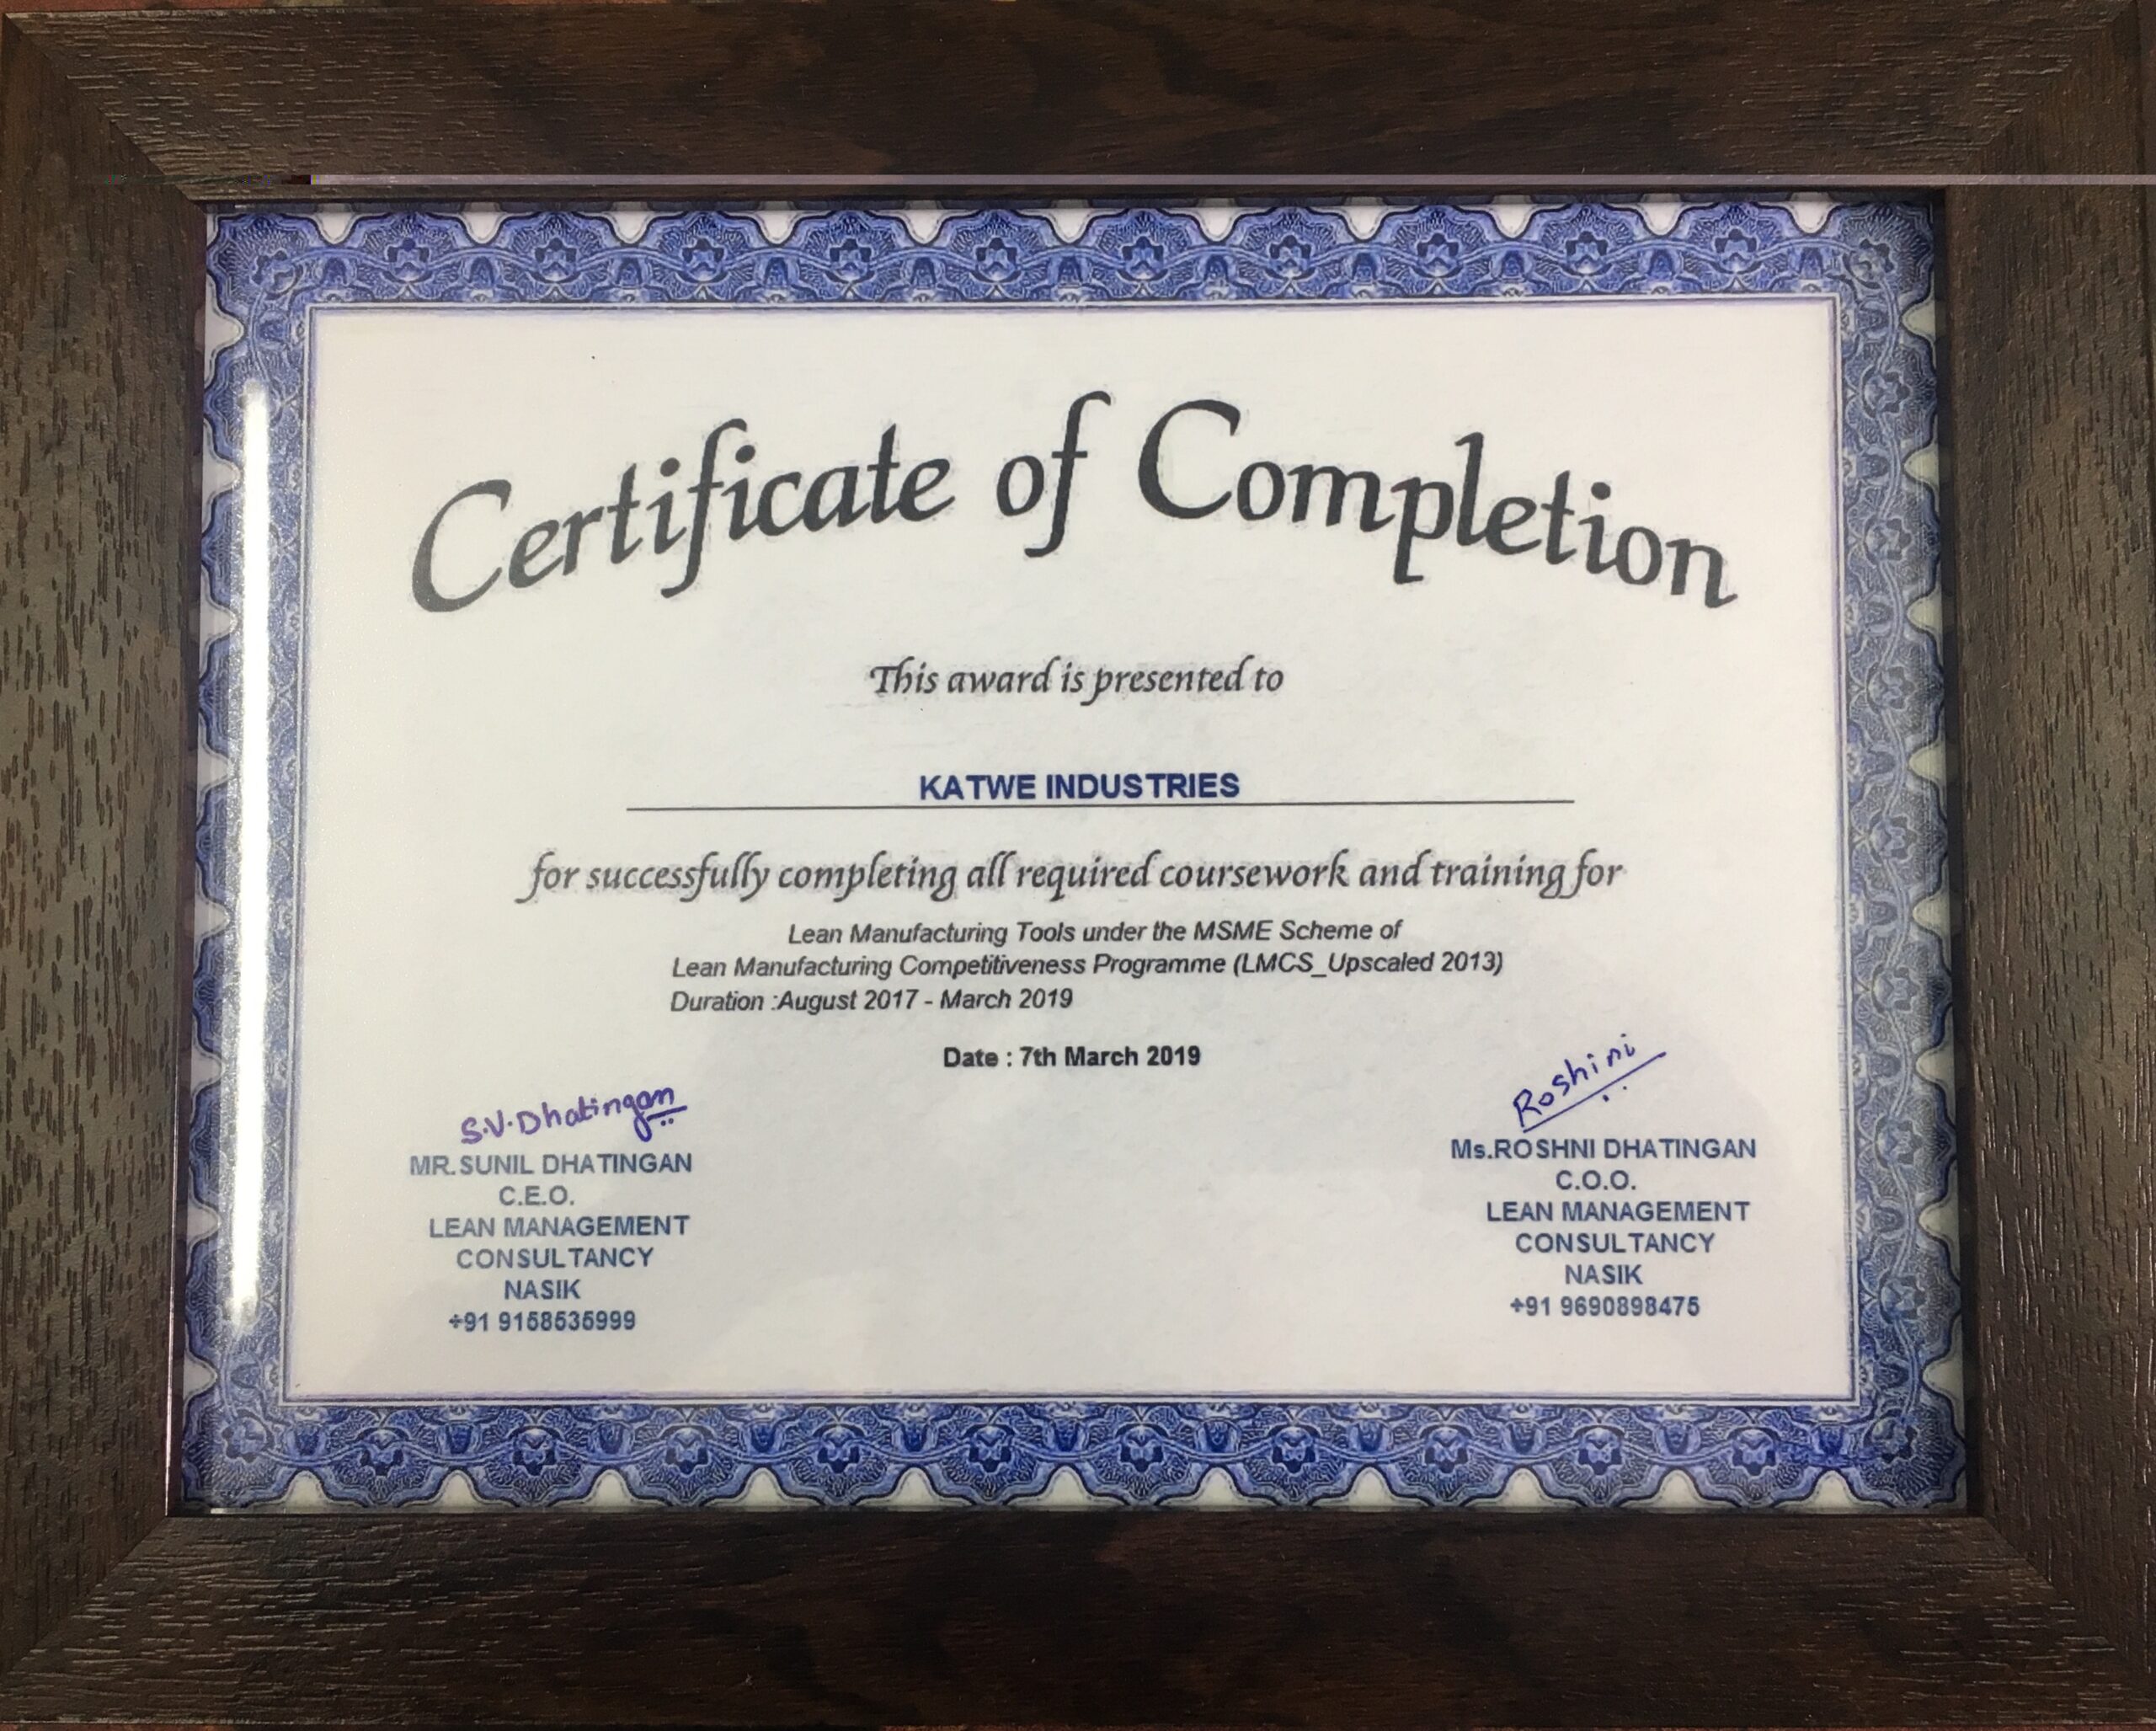 Certificate of Completion
This award is presented to
KATWE INDUSTRIES
for successfully completing all required coursework and training for
Lean Manufacturing Tools under the MSME Scheme of
Lean Manufacturing Competitiveness Programme (LMCS_Upscaled 2013)
Duration :August 2017 - March 2019
Date : 7th March 2019
S.V.Dhatingan
MR.SUNIL DHATINGAN
C.E.O.
LEAN MANAGEMENT
CONSULTANCY
NASIK
+91 9158535999
Roshini
Ms.ROSHNI DHATINGAN
C.O.O.
LEAN MANAGEMENT
CONSULTANCY
NASIK
+91 9690898475